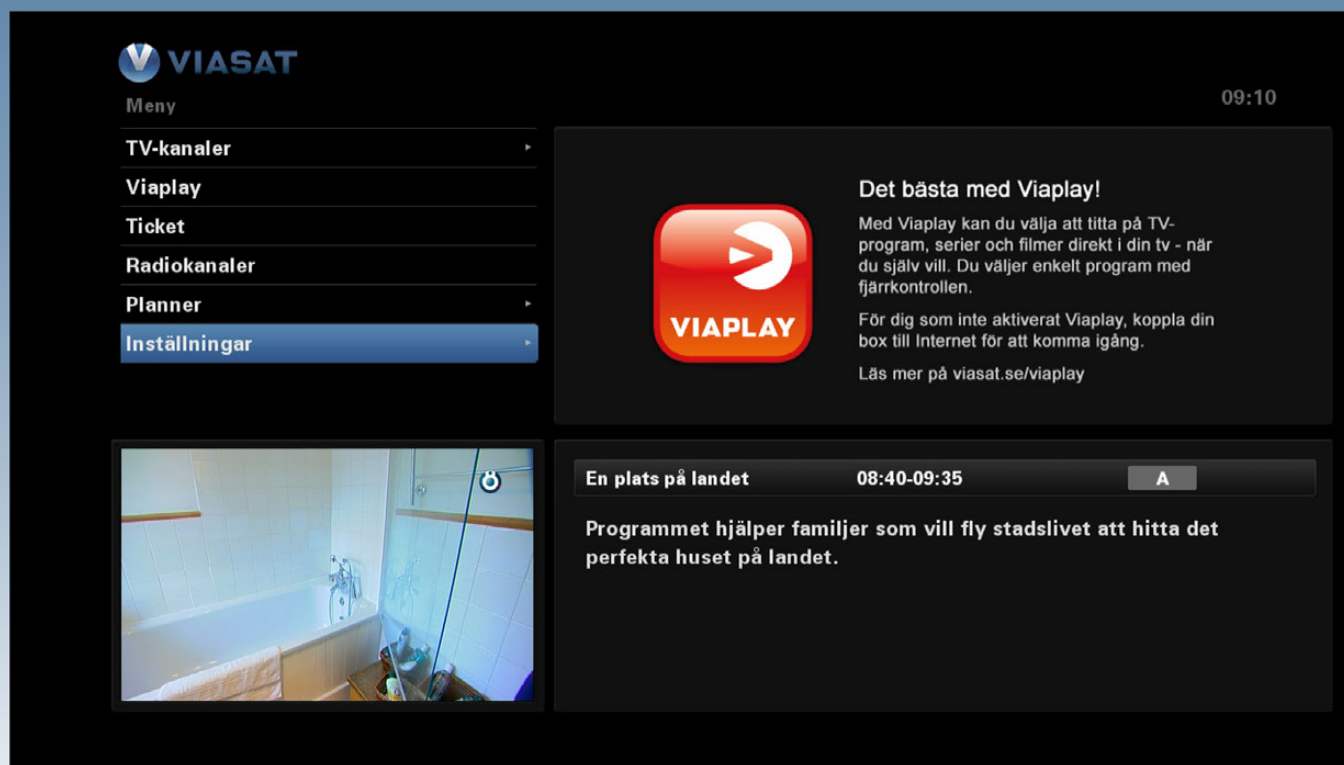 VIASAT
Meny
09:10
TV-kanaler
Viaplay
Ticket
Radiokanaler
Planner
Inställningar
VIAPLAY
Det bästa med Viaplay!
Med Viaplay kan du välja att titta på TV-
program, serier och filmer direkt i din tv - när
du själv vill. Du väljer enkelt program med
fjärrkontrollen.
För dig som inte aktiverat Viaplay, koppla din
box till Internet för att komma igång.
Läs mer på viasat.se/viaplay
En plats på landet 08:40-09:35 A
Programmet hjälper familjer som vill fly stadslivet att hitta det
perfekta huset på landet.